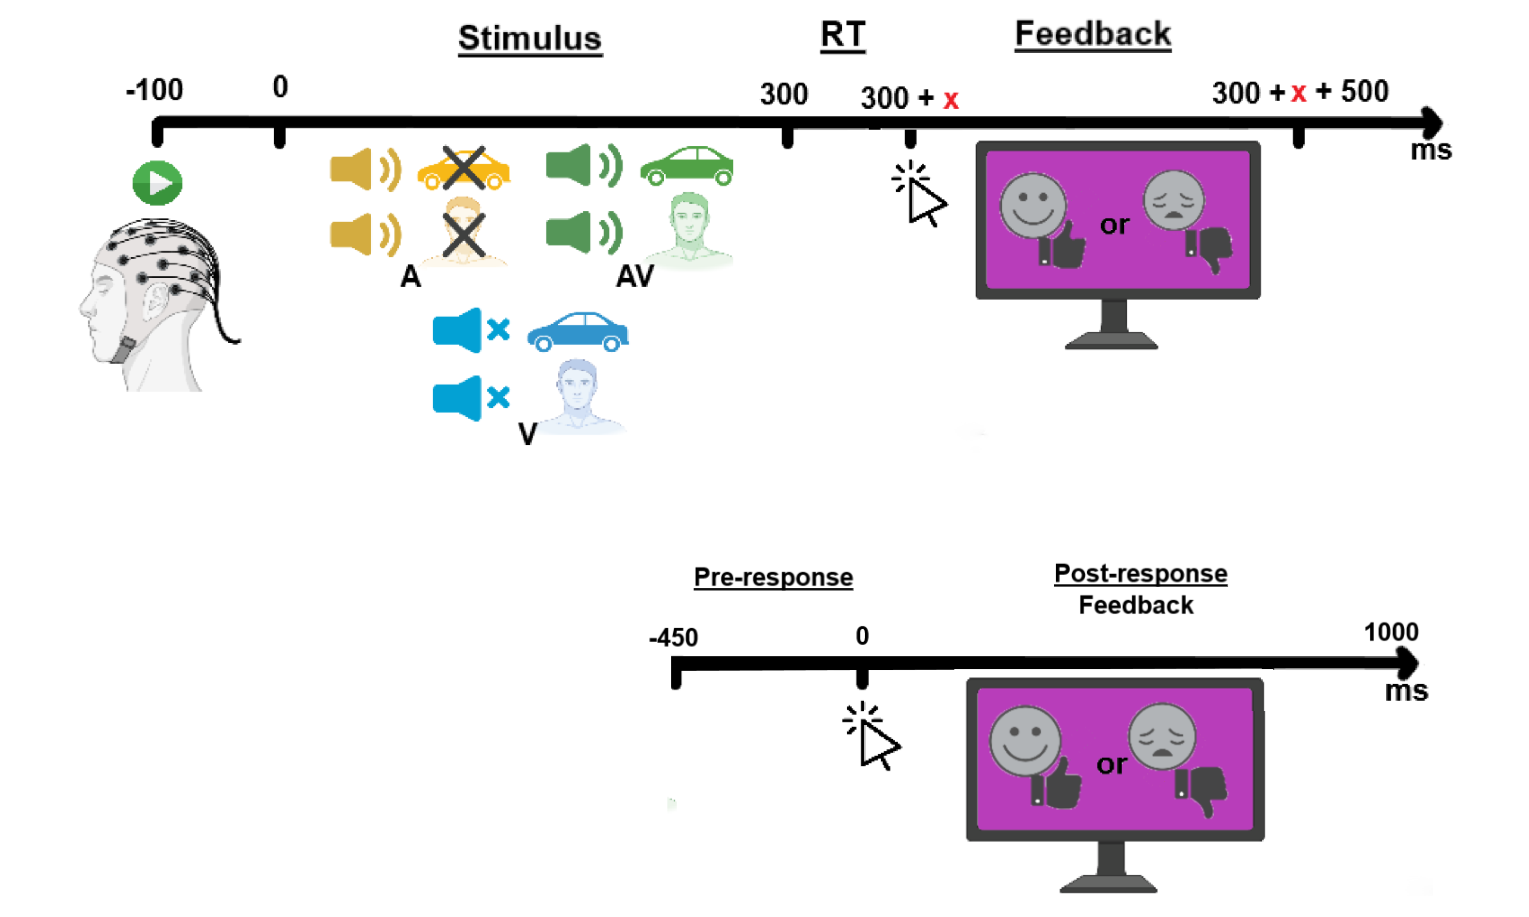 Stimulus RT Feedback
-100 0 300 300 + x 300 + x + 500
ms
or
A AV
V
Pre-response Post-response
Feedback
-450 0 1000
ms
or